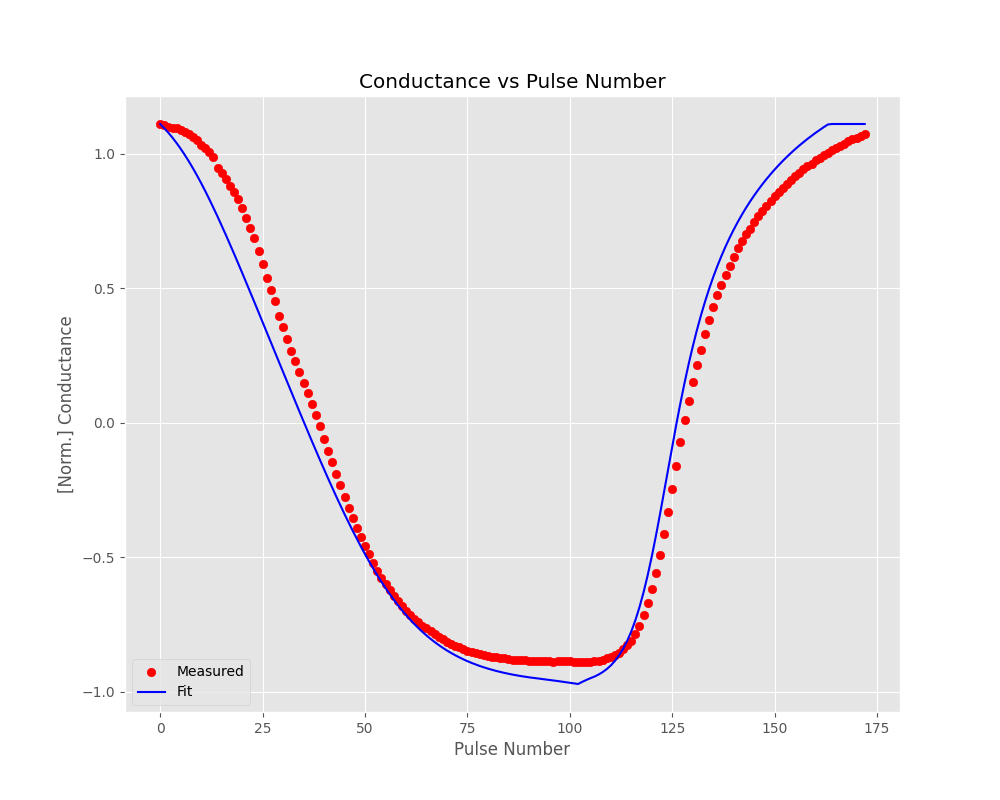 Conductance vs Pulse Number
[Norm.] Conductance
1.0
0.5
0.0
−0.5
−1.0
Measured
Fit
0 25 50 75 100 125 150 175
Pulse Number